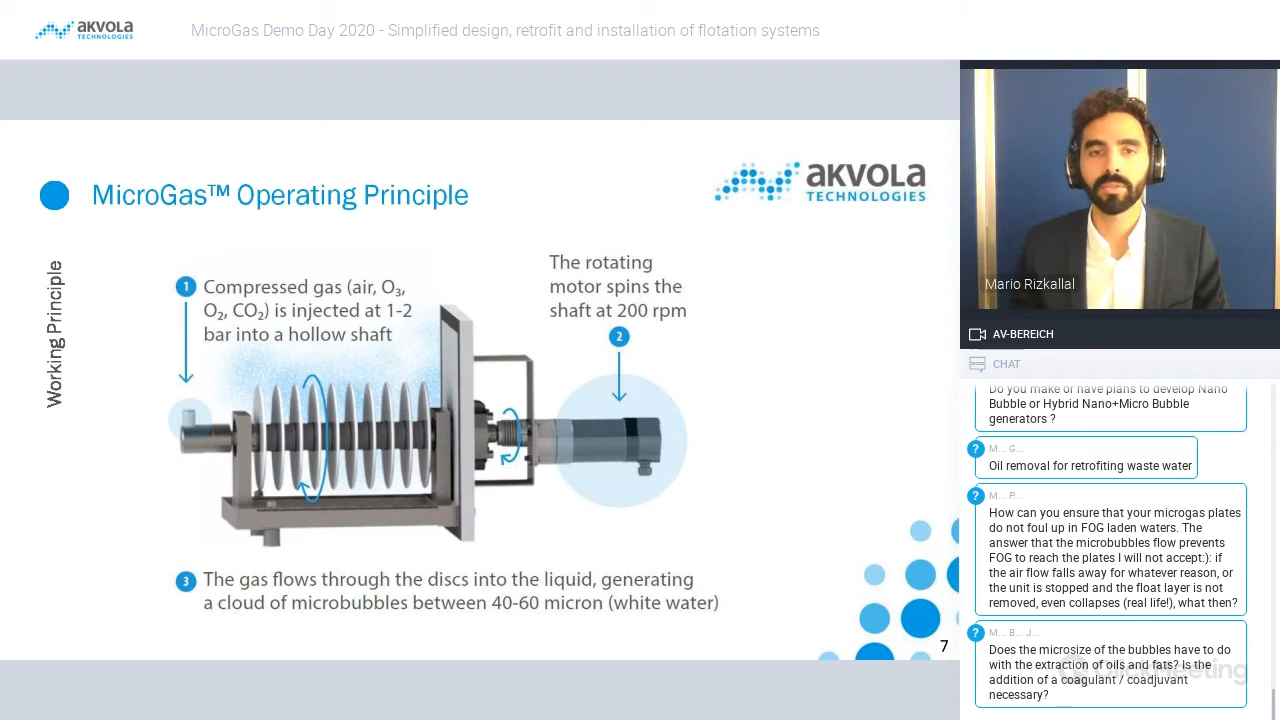 akvola
TECHNOLOGIES
MicroGas Demo Day 2020 - Simplified design, retrofit and installation of flotation systems
MicroGas™ Operating Principle
akvola
TECHNOLOGIES
Working Principle
1
Compressed gas (air, O₃,
O₂, CO₂) is injected at 1-2
bar into a hollow shaft
The rotating
motor spins the
shaft at 200 rpm
2
3
The gas flows through the discs into the liquid, generating
a cloud of microbubbles between 40-60 micron (white water)
7
Mario Rizkallal
AV-BEREICH
CHAT
Do you make or have plans to develop Nano
Bubble or Hybrid Nano+Micro Bubble
generators ?
?
M... G...
Oil removal for retrofiting waste water
?
M... P...
How can you ensure that your microgas plates
do not foul up in FOG laden waters. The
answer that the microbubbles flow prevents
FOG to reach the plates I will not accept:): if
the air flow falls away for whatever reason, or
the unit is stopped and the float layer is not
removed, even collapses (real life!), what then?
?
M... B... J...
Does the microsize of the bubbles have to do
with the extraction of oils and fats? Is the
addition of a coagulant / coadjuvant
necessary?
ClickMeeting